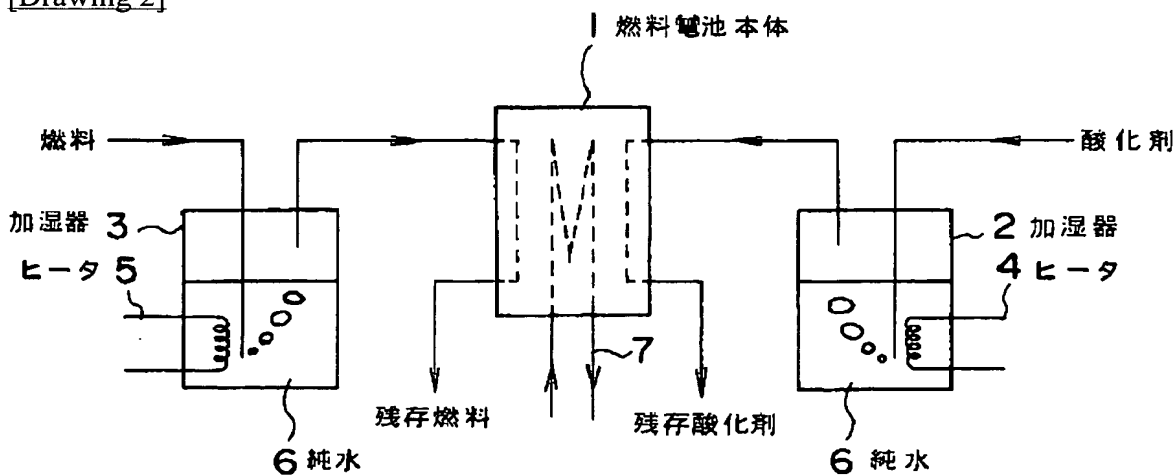 [Drawing 2]
1 燃料電池本体
燃料
酸化剤
加湿器 3
2 加湿器
ヒータ 5
4 ヒータ
7
残存燃料
残存酸化剤
6 純水
6 純水